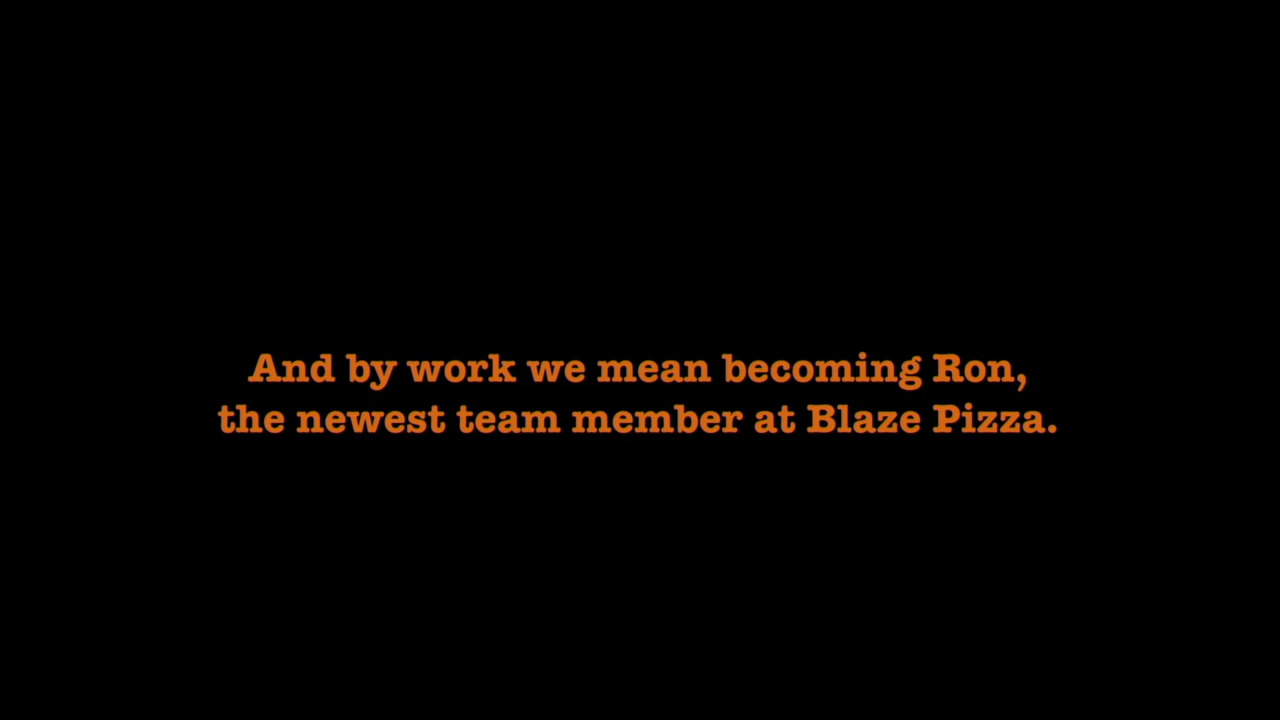 And by work we mean becoming Ron,
the newest team member at Blaze Pizza.